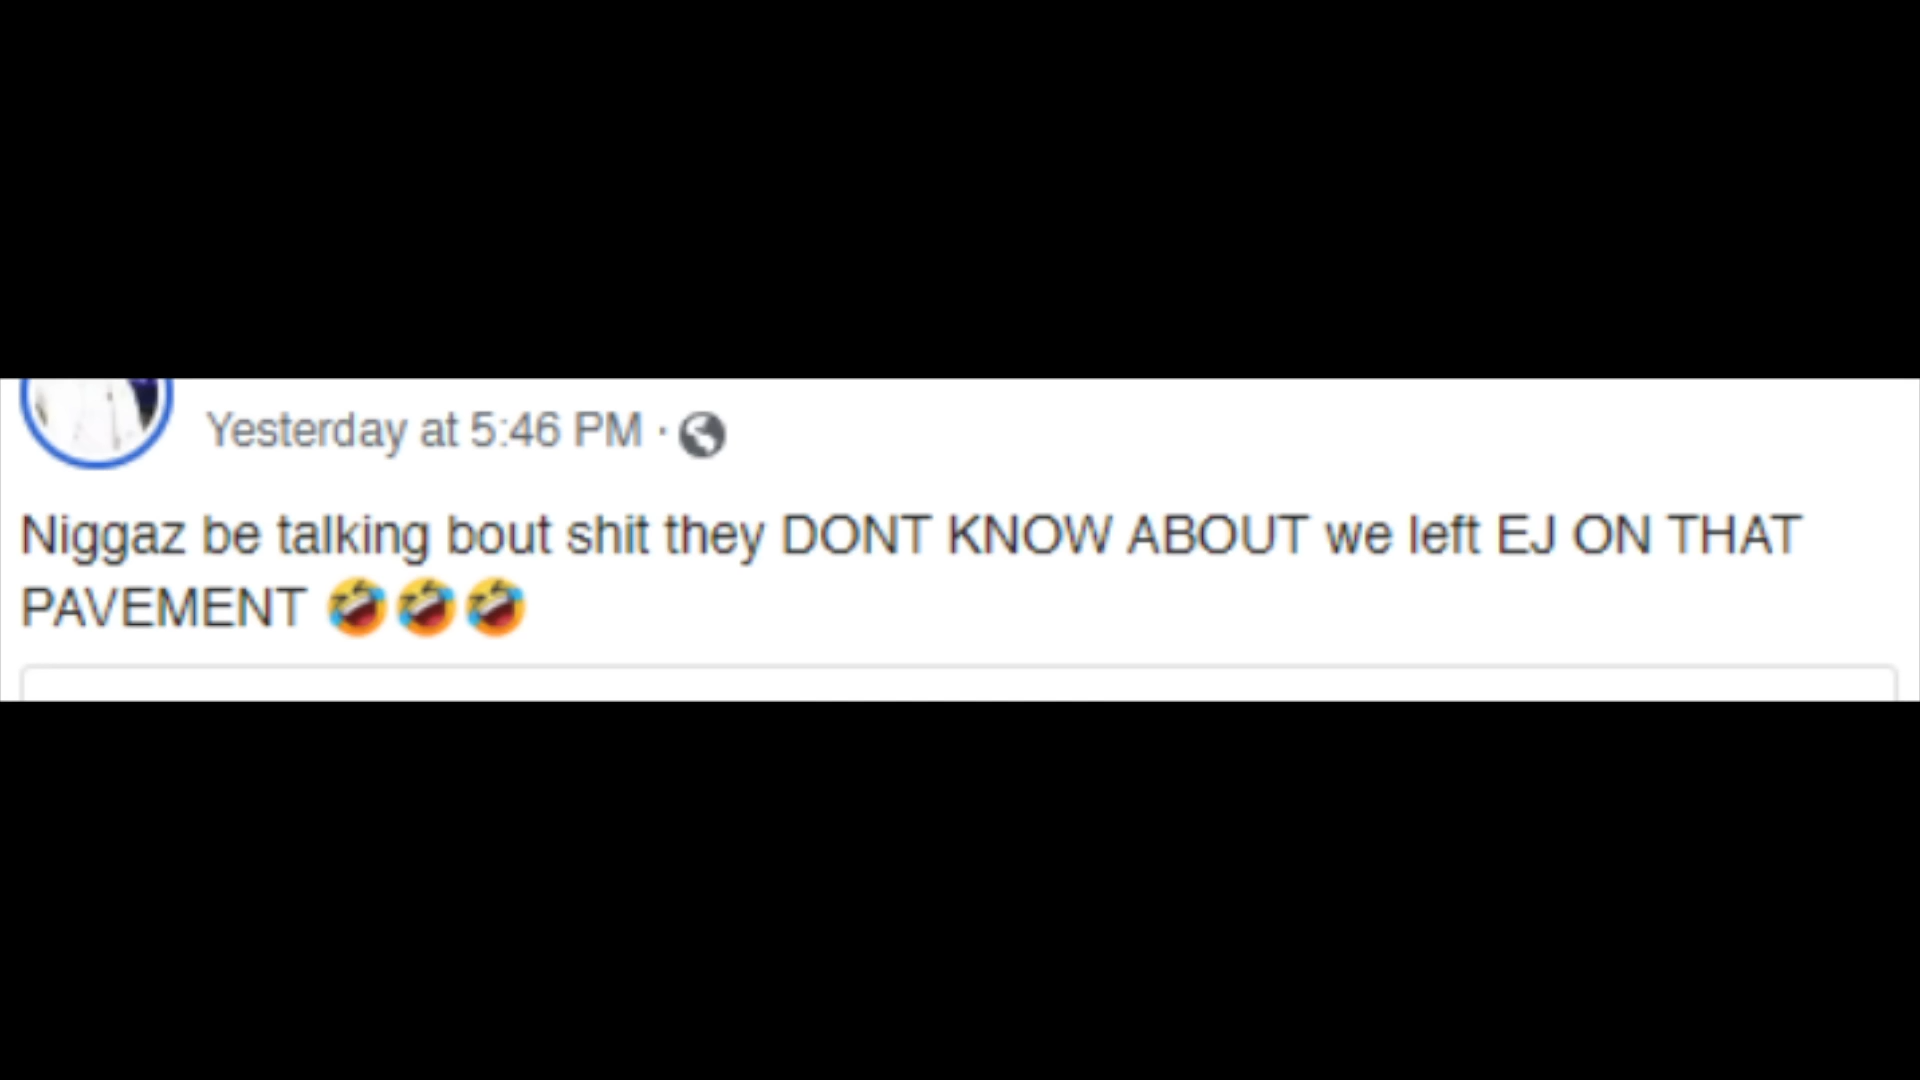 Yesterday at 5:46 PM ·
Niggaz be talking bout shit they DONT KNOW ABOUT we left EJ ON THAT
PAVEMENT 🤣🤣🤣